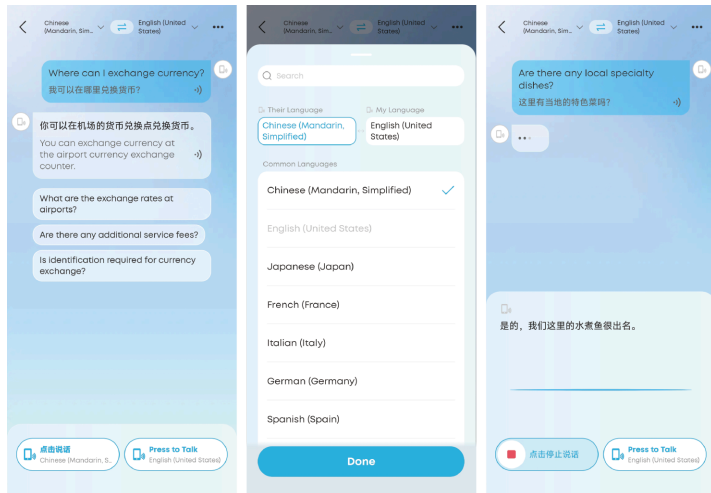 Chinese
(Mandarin, Sim...
English (United
States)
Where can I exchange currency?
我可以在哪里兑换货币？
你可以在机场的货币兑换点兑换货币。
You can exchange currency at
the airport currency exchange
counter.
What are the exchange rates at
airports?
Are there any additional service fees?
Is identification required for currency
exchange?
点击说话
Chinese (Mandarin, S...
Press to Talk
English (United States)
Chinese
(Mandarin, Sim...
English (United
States)
Search
Their Language
My Language
Chinese (Mandarin,
Simplified)
English (United
States)
Common Languages
Chinese (Mandarin, Simplified)
English (United States)
Japanese (Japan)
French (France)
Italian (Italy)
German (Germany)
Spanish (Spain)
Done
Chinese
(Mandarin, Sim...
English (United
States)
Are there any local specialty
dishes?
这里有当地的特色菜吗？
是的，我们这里的水煮鱼很出名。
点击停止说话
Press to Talk
English (United States)